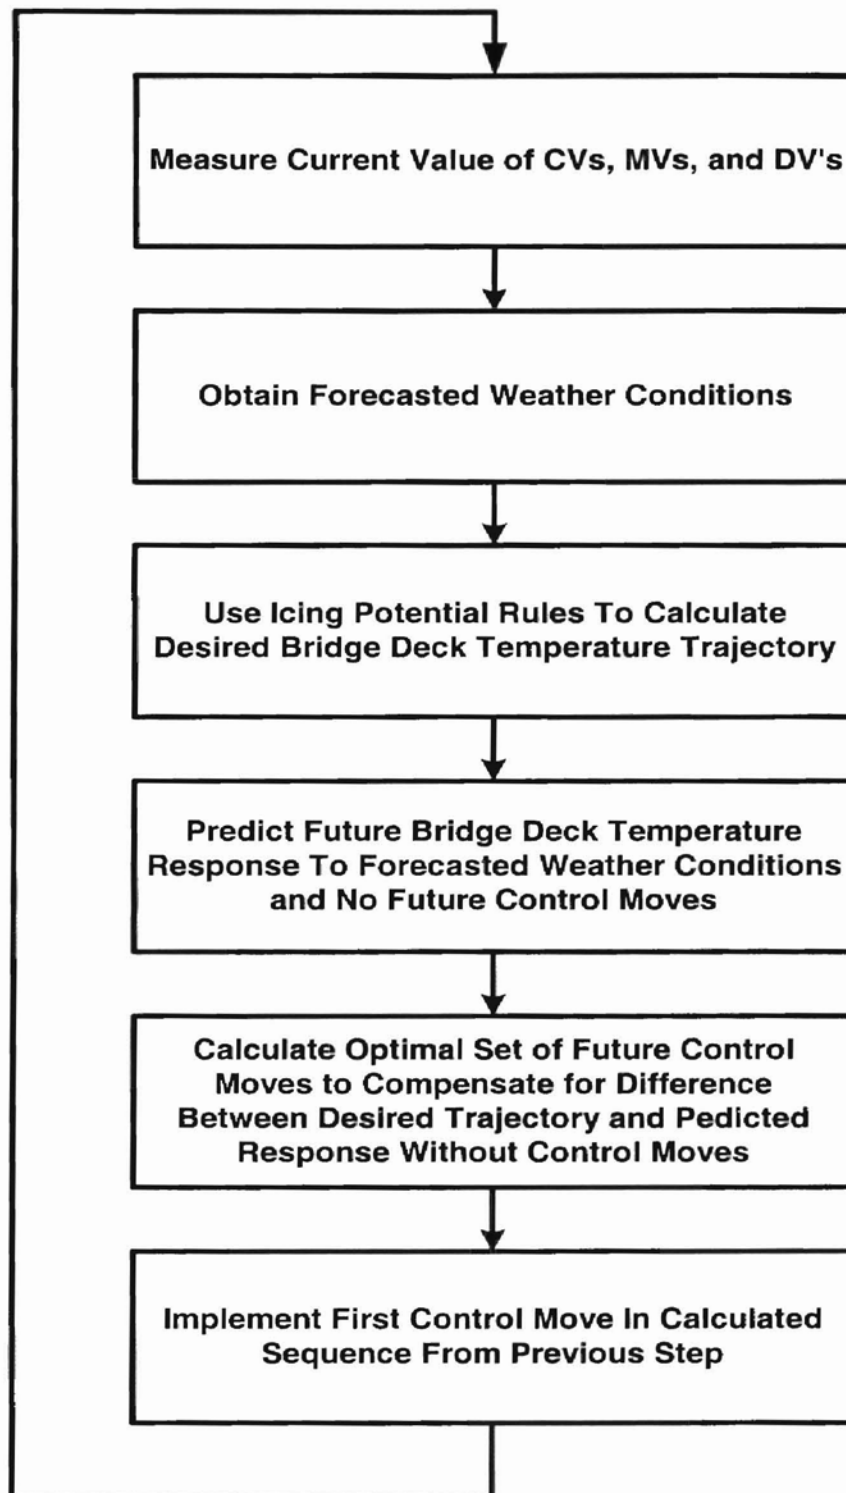 Measure Current Value of CVs, MVs, and DV's
Obtain Forecasted Weather Conditions
Use Icing Potential Rules To Calculate
Desired Bridge Deck Temperature Trajectory
Predict Future Bridge Deck Temperature
Response To Forecasted Weather Conditions
and No Future Control Moves
Calculate Optimal Set of Future Control
Moves to Compensate for Difference
Between Desired Trajectory and Pedicted
Response Without Control Moves
Implement First Control Move In Calculated
Sequence From Previous Step